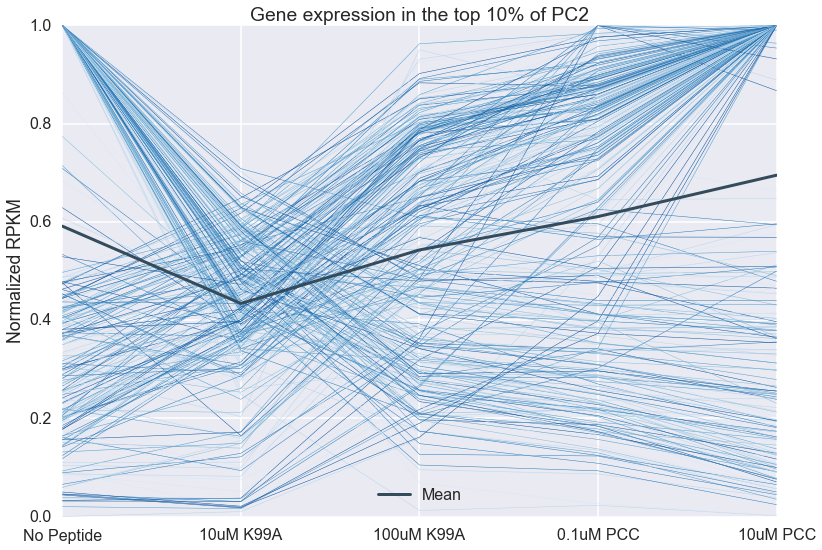 Gene expression in the top 10% of PC2
Normalized RPKM
1.0
0.8
0.6
0.4
0.2
0.0
Mean
No Peptide
10uM K99A
100uM K99A
0.1uM PCC
10uM PCC